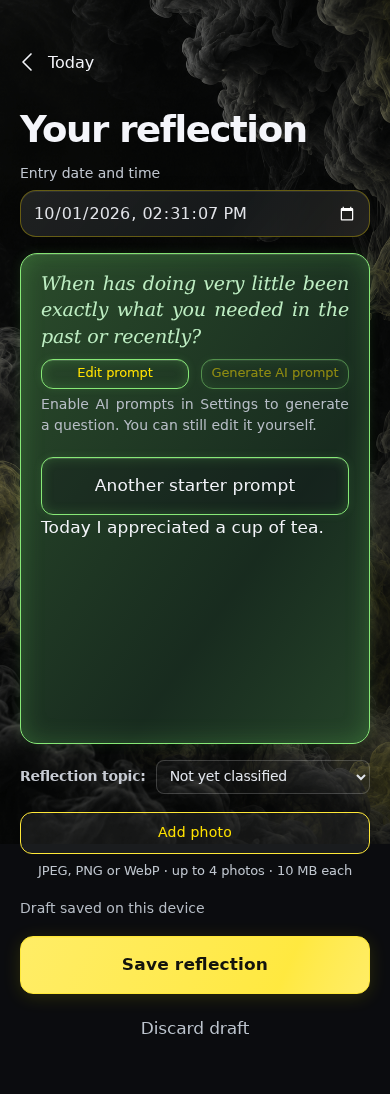 Today
Your reflection
Entry date and time
10/01/2026, 02:31:07 PM
When has doing very little been
exactly what you needed in the
past or recently?
Edit prompt
Generate AI prompt
Enable AI prompts in Settings to generate
a question. You can still edit it yourself.
Another starter prompt
Today I appreciated a cup of tea.
Reflection topic:
Not yet classified
Add photo
JPEG, PNG or WebP · up to 4 photos · 10 MB each
Draft saved on this device
Save reflection
Discard draft